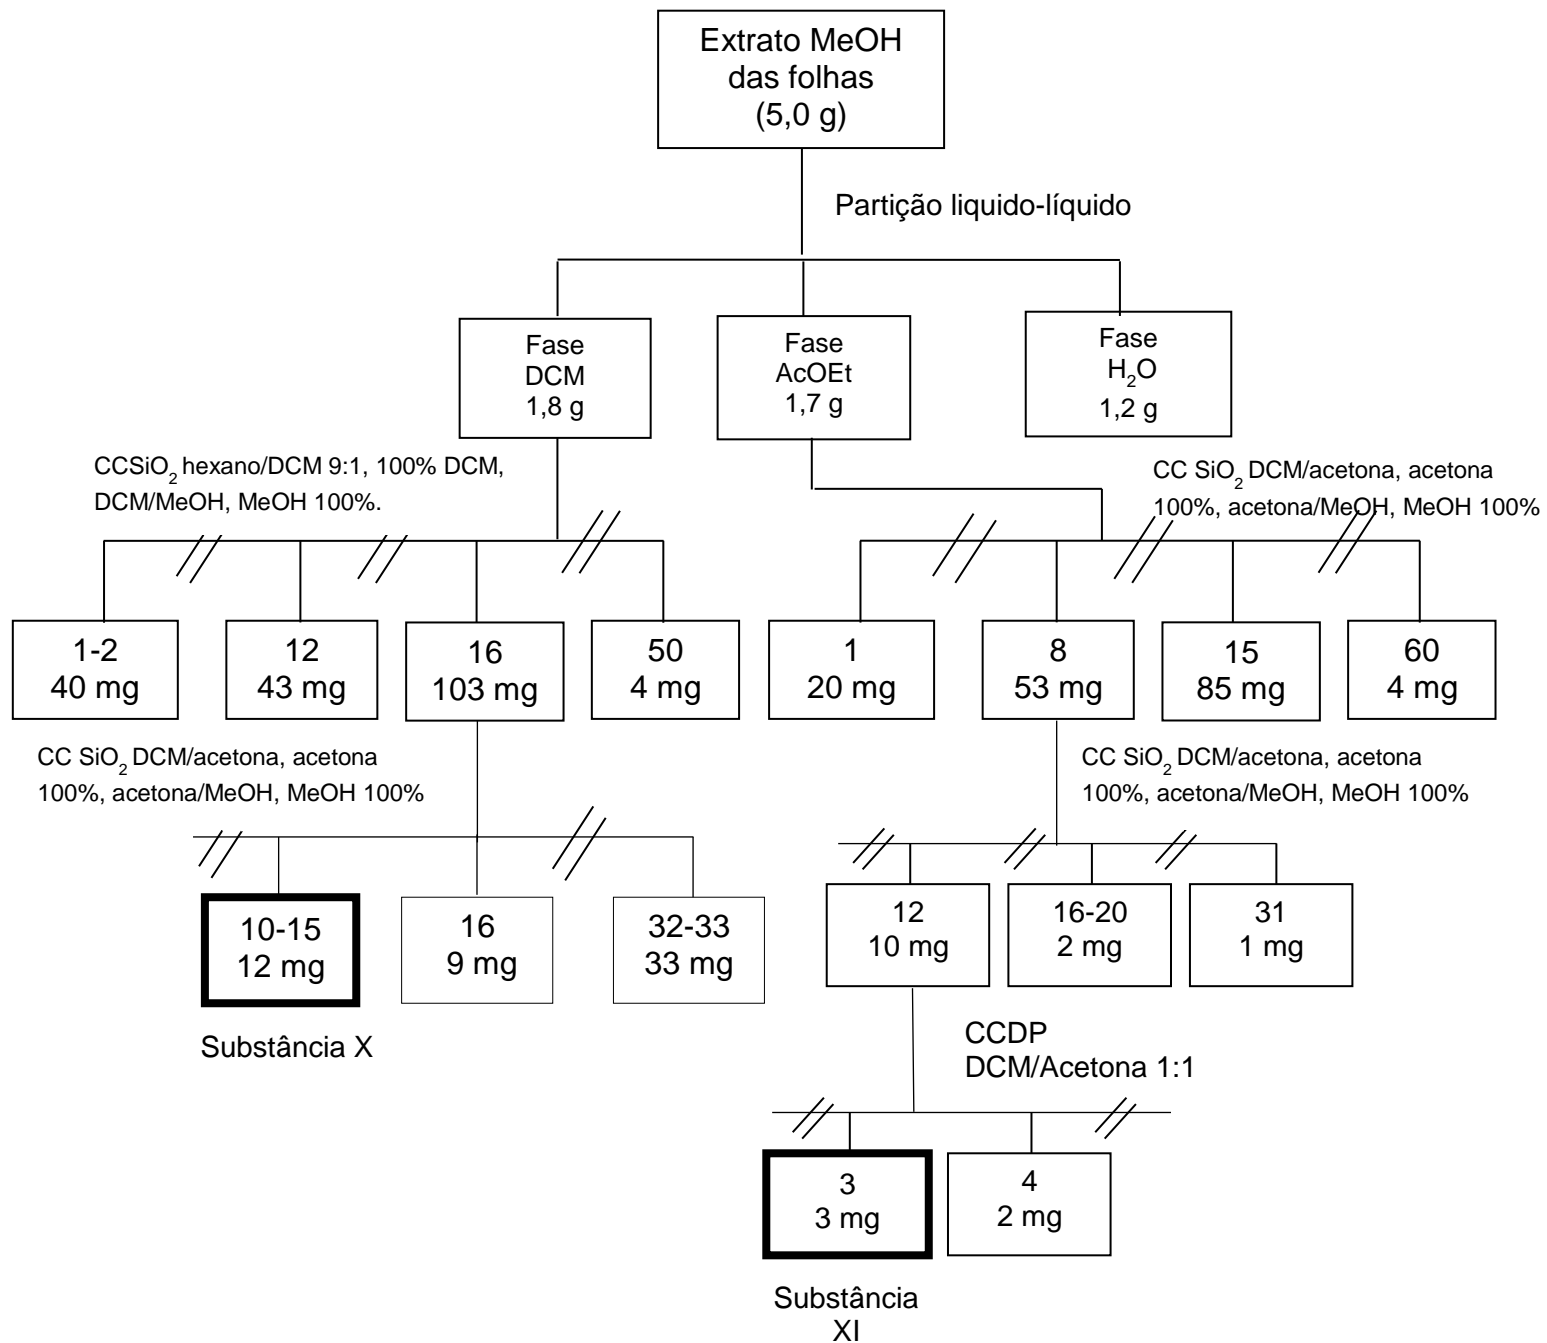 Extrato MeOH
das folhas
(5,0 g)
Partição liquido-líquido
Fase
DCM
1,8 g
Fase
AcOEt
1,7 g
Fase
H2O
1,2 g
CCSiO2 hexano/DCM 9:1, 100% DCM,
DCM/MeOH, MeOH 100%.
CC SiO2 DCM/acetona, acetona
100%, acetona/MeOH, MeOH 100%
1-2
40 mg
12
43 mg
16
103 mg
50
4 mg
1
20 mg
8
53 mg
15
85 mg
60
4 mg
CC SiO2 DCM/acetona, acetona
100%, acetona/MeOH, MeOH 100%
CC SiO2 DCM/acetona, acetona
100%, acetona/MeOH, MeOH 100%
10-15
12 mg
16
9 mg
32-33
33 mg
12
10 mg
16-20
2 mg
31
1 mg
Substância X
CCDP
DCM/Acetona 1:1
3
3 mg
4
2 mg
Substância
XI